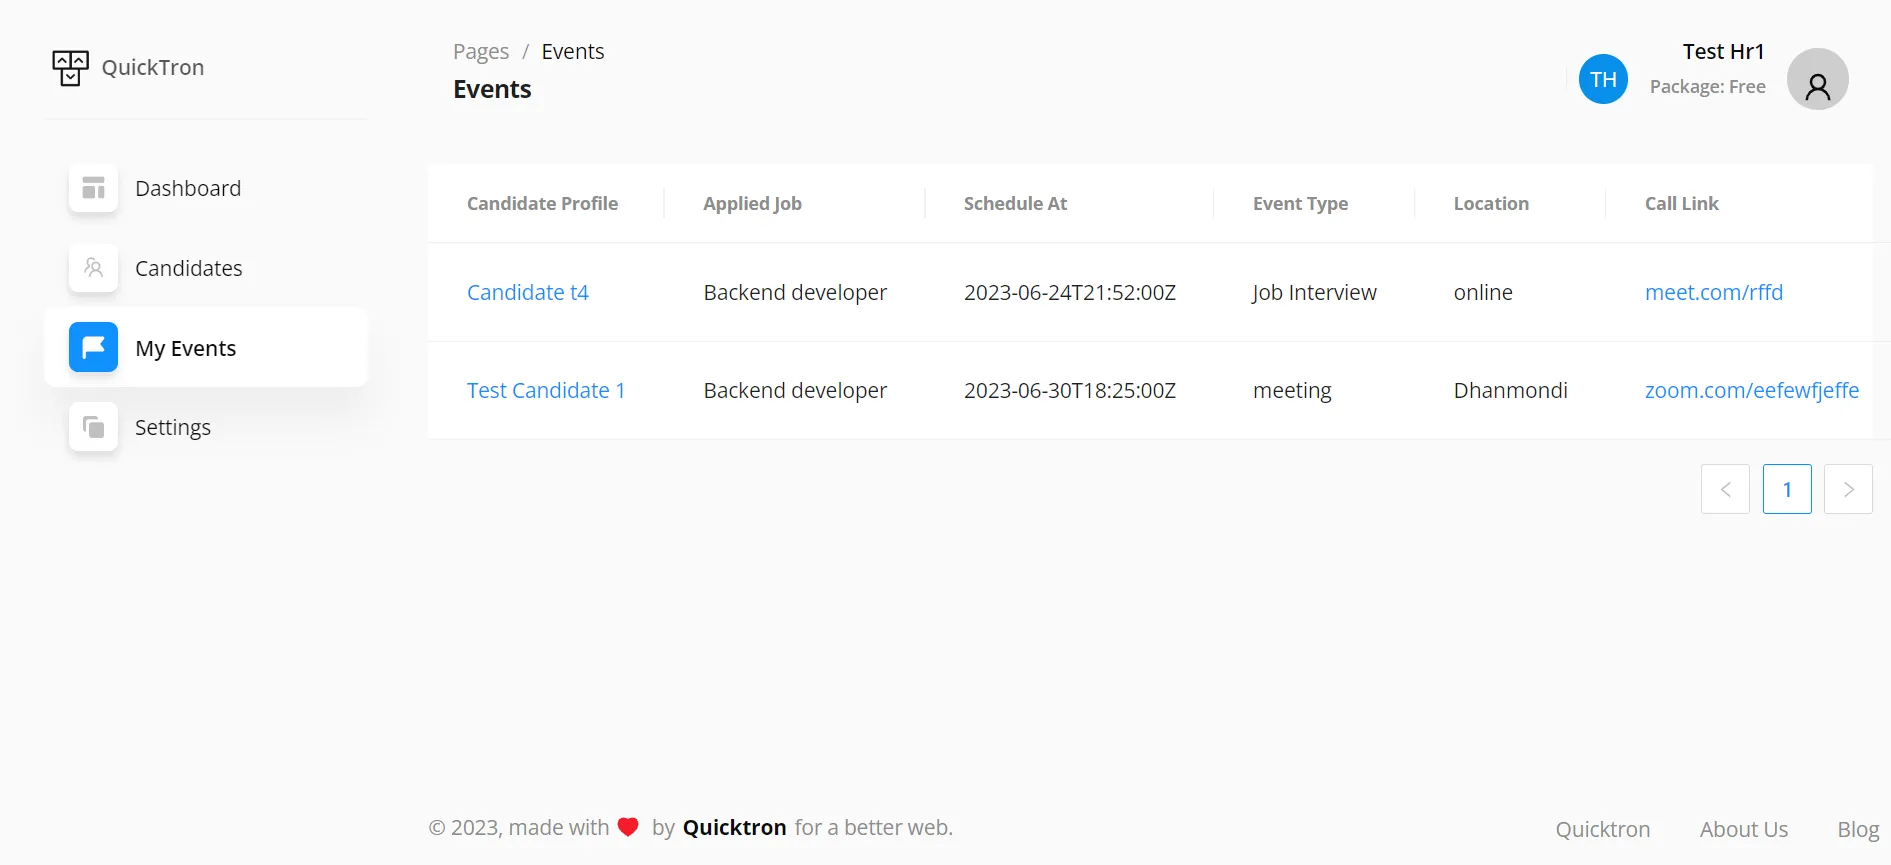 QuickTron
Pages / Events
Events
TH
Test Hr1
Package: Free
Dashboard
Candidates
My Events
Settings
Candidate Profile Applied Job Schedule At Event Type Location Call Link
Candidate t4 Backend developer 2023-06-24T21:52:00Z Job Interview online meet.com/rffd
Test Candidate 1 Backend developer 2023-06-30T18:25:00Z meeting Dhanmondi zoom.com/eefewfjeffe
1
© 2023, made with ❤️ by Quicktron for a better web.
Quicktron About Us Blog